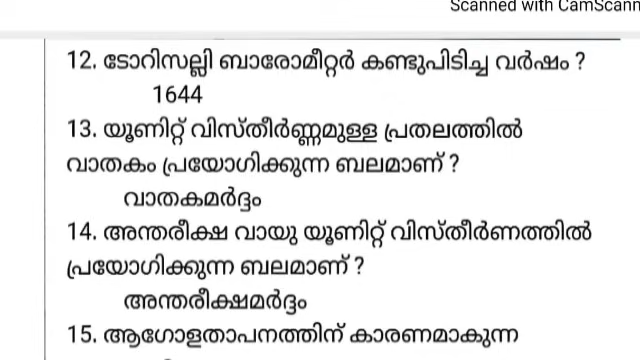 Scanned with CamScann
12. ടോറിസല്ലി ബാരോമീറ്റർ കണ്ടുപിടിച്ച വർഷം ?
1644
13. യൂണിറ്റ് വിസ്തീർണ്ണമുള്ള പ്രതലത്തിൽ
വാതകം പ്രയോഗിക്കുന്ന ബലമാണ് ?
വാതകമർദ്ദം
14. അന്തരീക്ഷ വായു യൂണിറ്റ് വിസ്തീർണത്തിൽ
പ്രയോഗിക്കുന്ന ബലമാണ് ?
അന്തരീക്ഷമർദ്ദം
15. ആഗോളതാപനത്തിന് കാരണമാകുന്ന